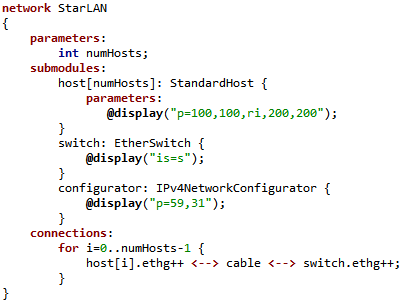 network StarLAN
{
    parameters:
        int numHosts;
    submodules:
        host[numHosts]: StandardHost {
            parameters:
               @display("p=100,100,ri,200,200");
        }
        switch: EtherSwitch {
            @display("is=s");
        }
        configurator: IPv4NetworkConfigurator {
            @display("p=59,31");
        }
    connections:
        for i=0..numHosts-1 {
            host[i].ethg++ <--> cable <--> switch.ethg++;
        }
}